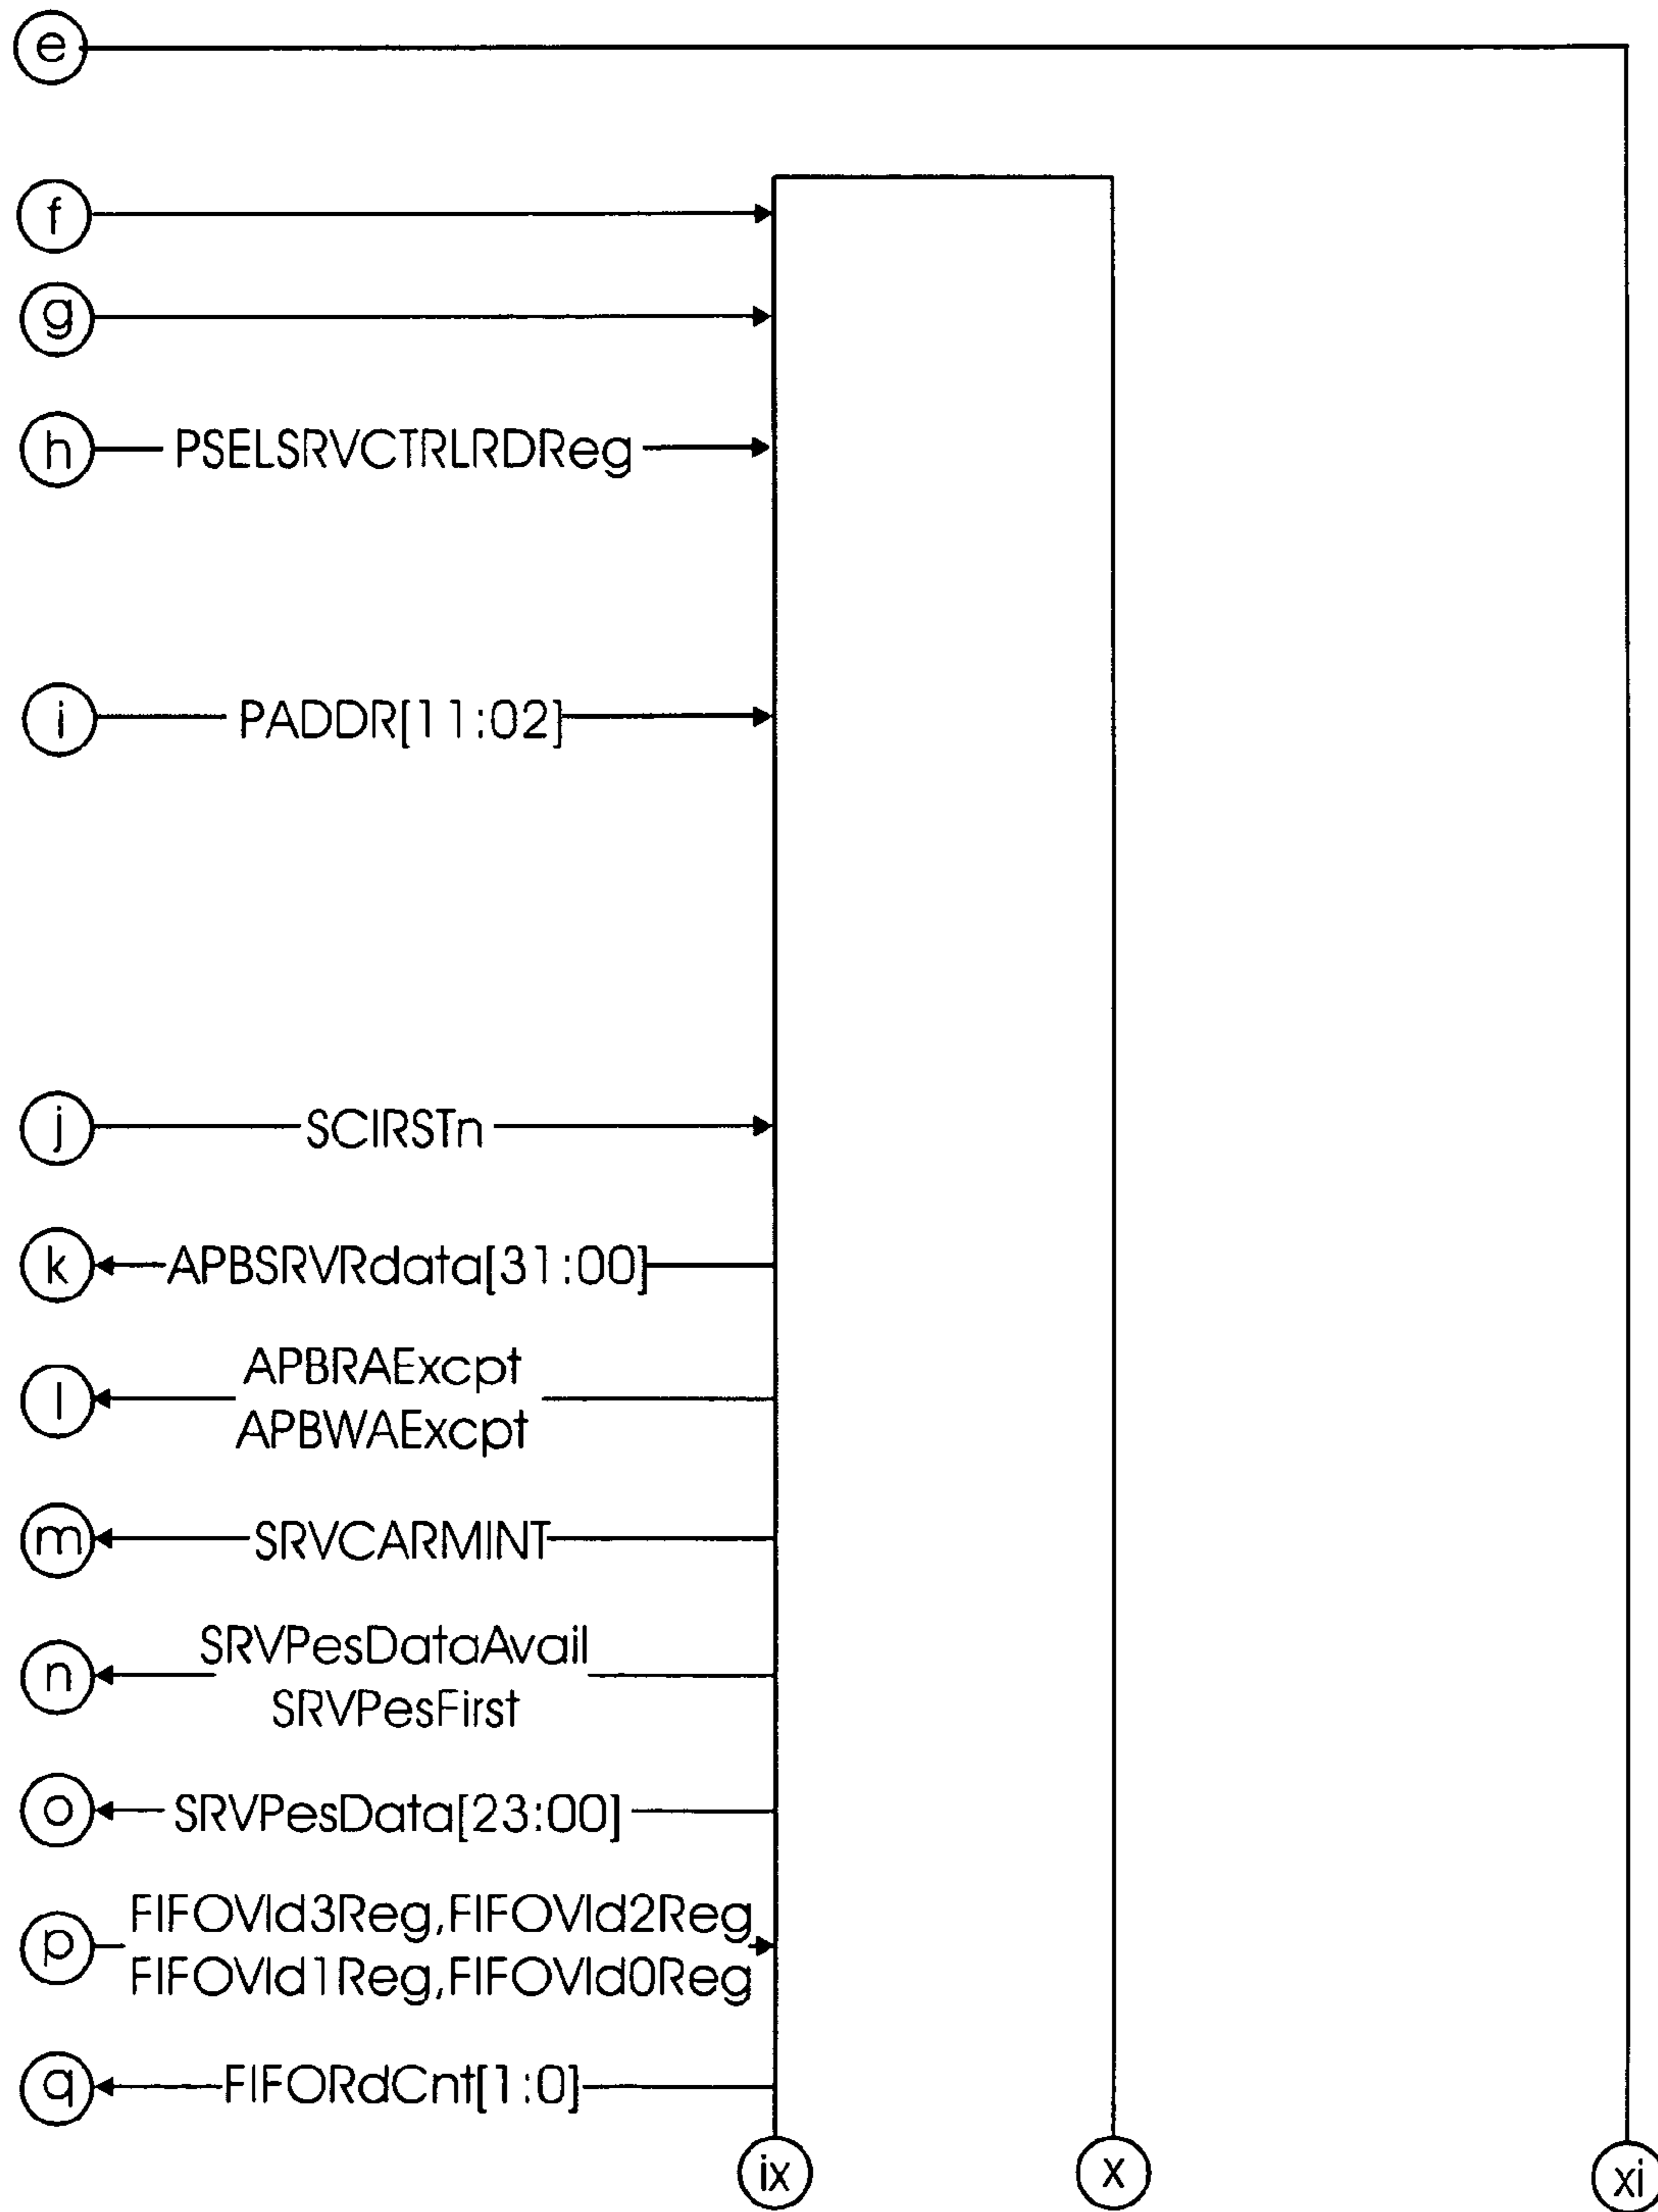 e
f
g
h PSELSRVCTRLRDReg
i PADDR[11:02]
j SCIRSTn
k APBSRVRdata[31:00]
l APBRAExcpt
APBWAExcpt
m SRVCARMINT
n SRVPesDataAvail
SRVPesFirst
o SRVPesData[23:00]
p FIFOVld3Reg,FIFOVld2Reg
FIFOVld1Reg,FIFOVld0Reg
q FIFORdCnt[1:0]
ix x xi